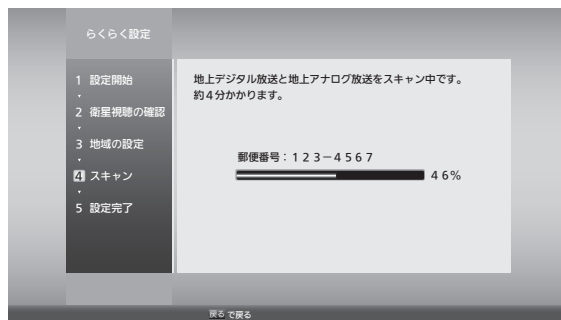 らくらく設定
1 設定開始
2 衛星視聴の確認
3 地域の設定
4 スキャン
5 設定完了
地上デジタル放送と地上アナログ放送をスキャン中です。
約4分かかります。
郵便番号：１２３－４５６７
４６%
戻る で戻る